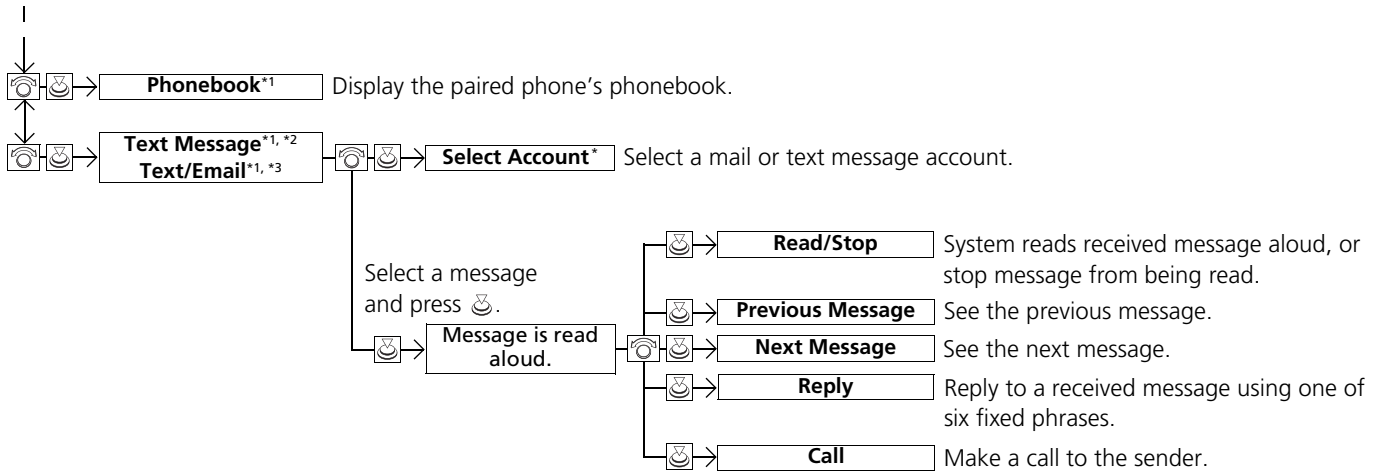 Phonebook*1 Display the paired phone's phonebook.
Text Message*1, *2
Text/Email*1, *3
Select Account* Select a mail or text message account.
Select a message
and press .
Message is read
aloud.
Read/Stop System reads received message aloud, or
stop message from being read.
Previous Message See the previous message.
Next Message See the next message.
Reply Reply to a received message using one of
six fixed phrases.
Call Make a call to the sender.